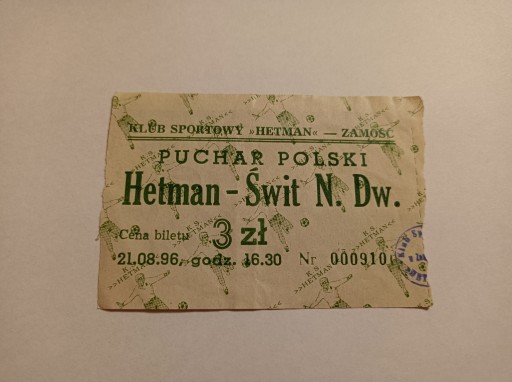 KLUB SPORTOWY »HETMAN« — ZAMOŚĆ
PUCHAR POLSKI
Hetman - Świt N. Dw.
Cena biletu 3 zł
21.08.96, godz. 16.30 Nr 000910